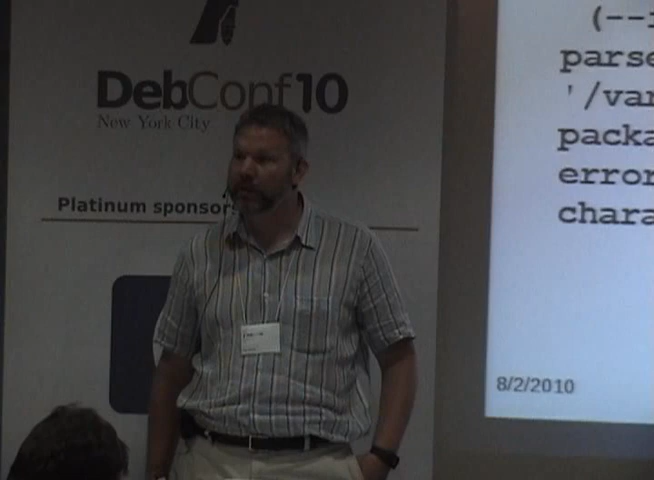 DebConf10
New York City
Platinum sponsors
(--i
parse
'/var
packa
error
chara
8/2/2010